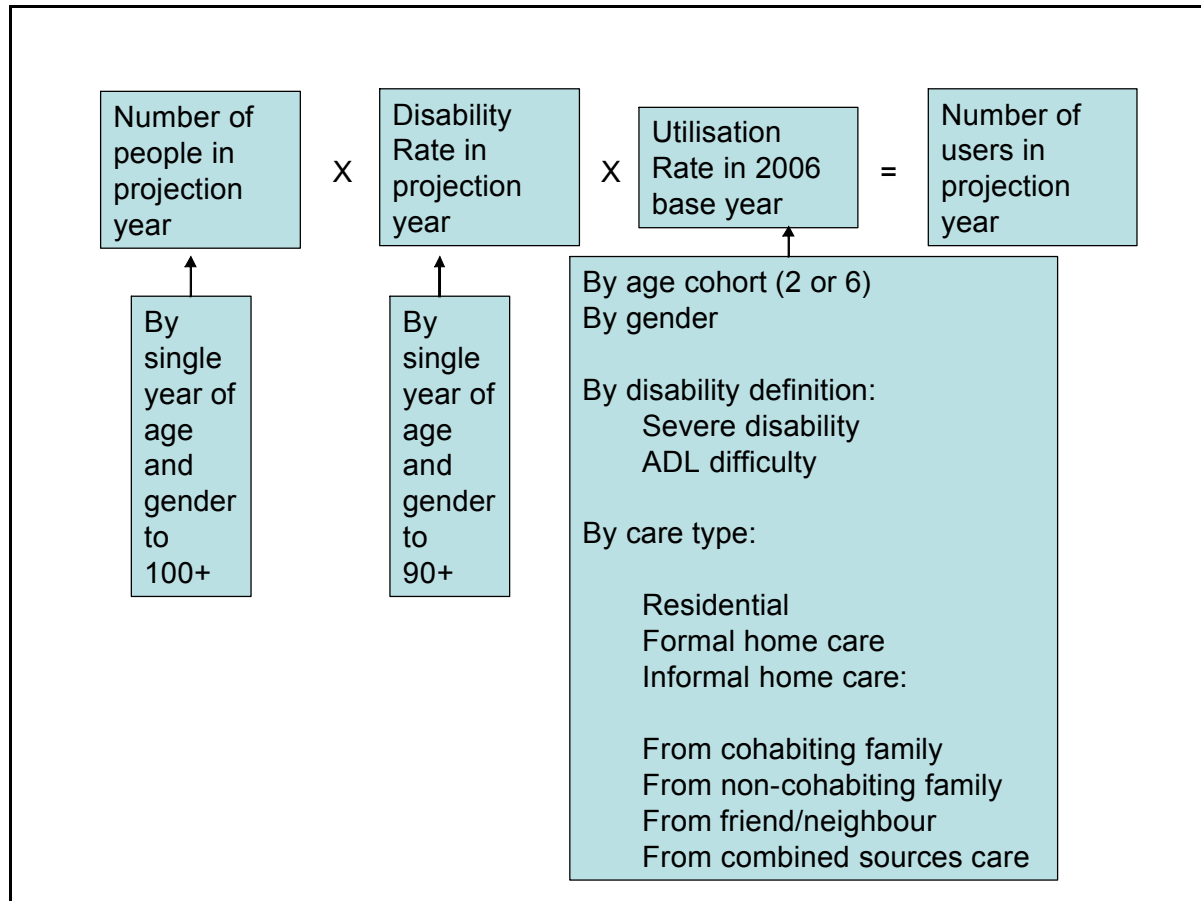 Number of
people in
projection
year
X
Disability
Rate in
projection
year
X
Utilisation
Rate in 2006
base year
=
Number of
users in
projection
year
By
single
year of
age
and
gender
to
100+
By
single
year of
age
and
gender
to
90+
By age cohort (2 or 6)
By gender
By disability definition:
Severe disability
ADL difficulty
By care type:
Residential
Formal home care
Informal home care:
From cohabiting family
From non-cohabiting family
From friend/neighbour
From combined sources care